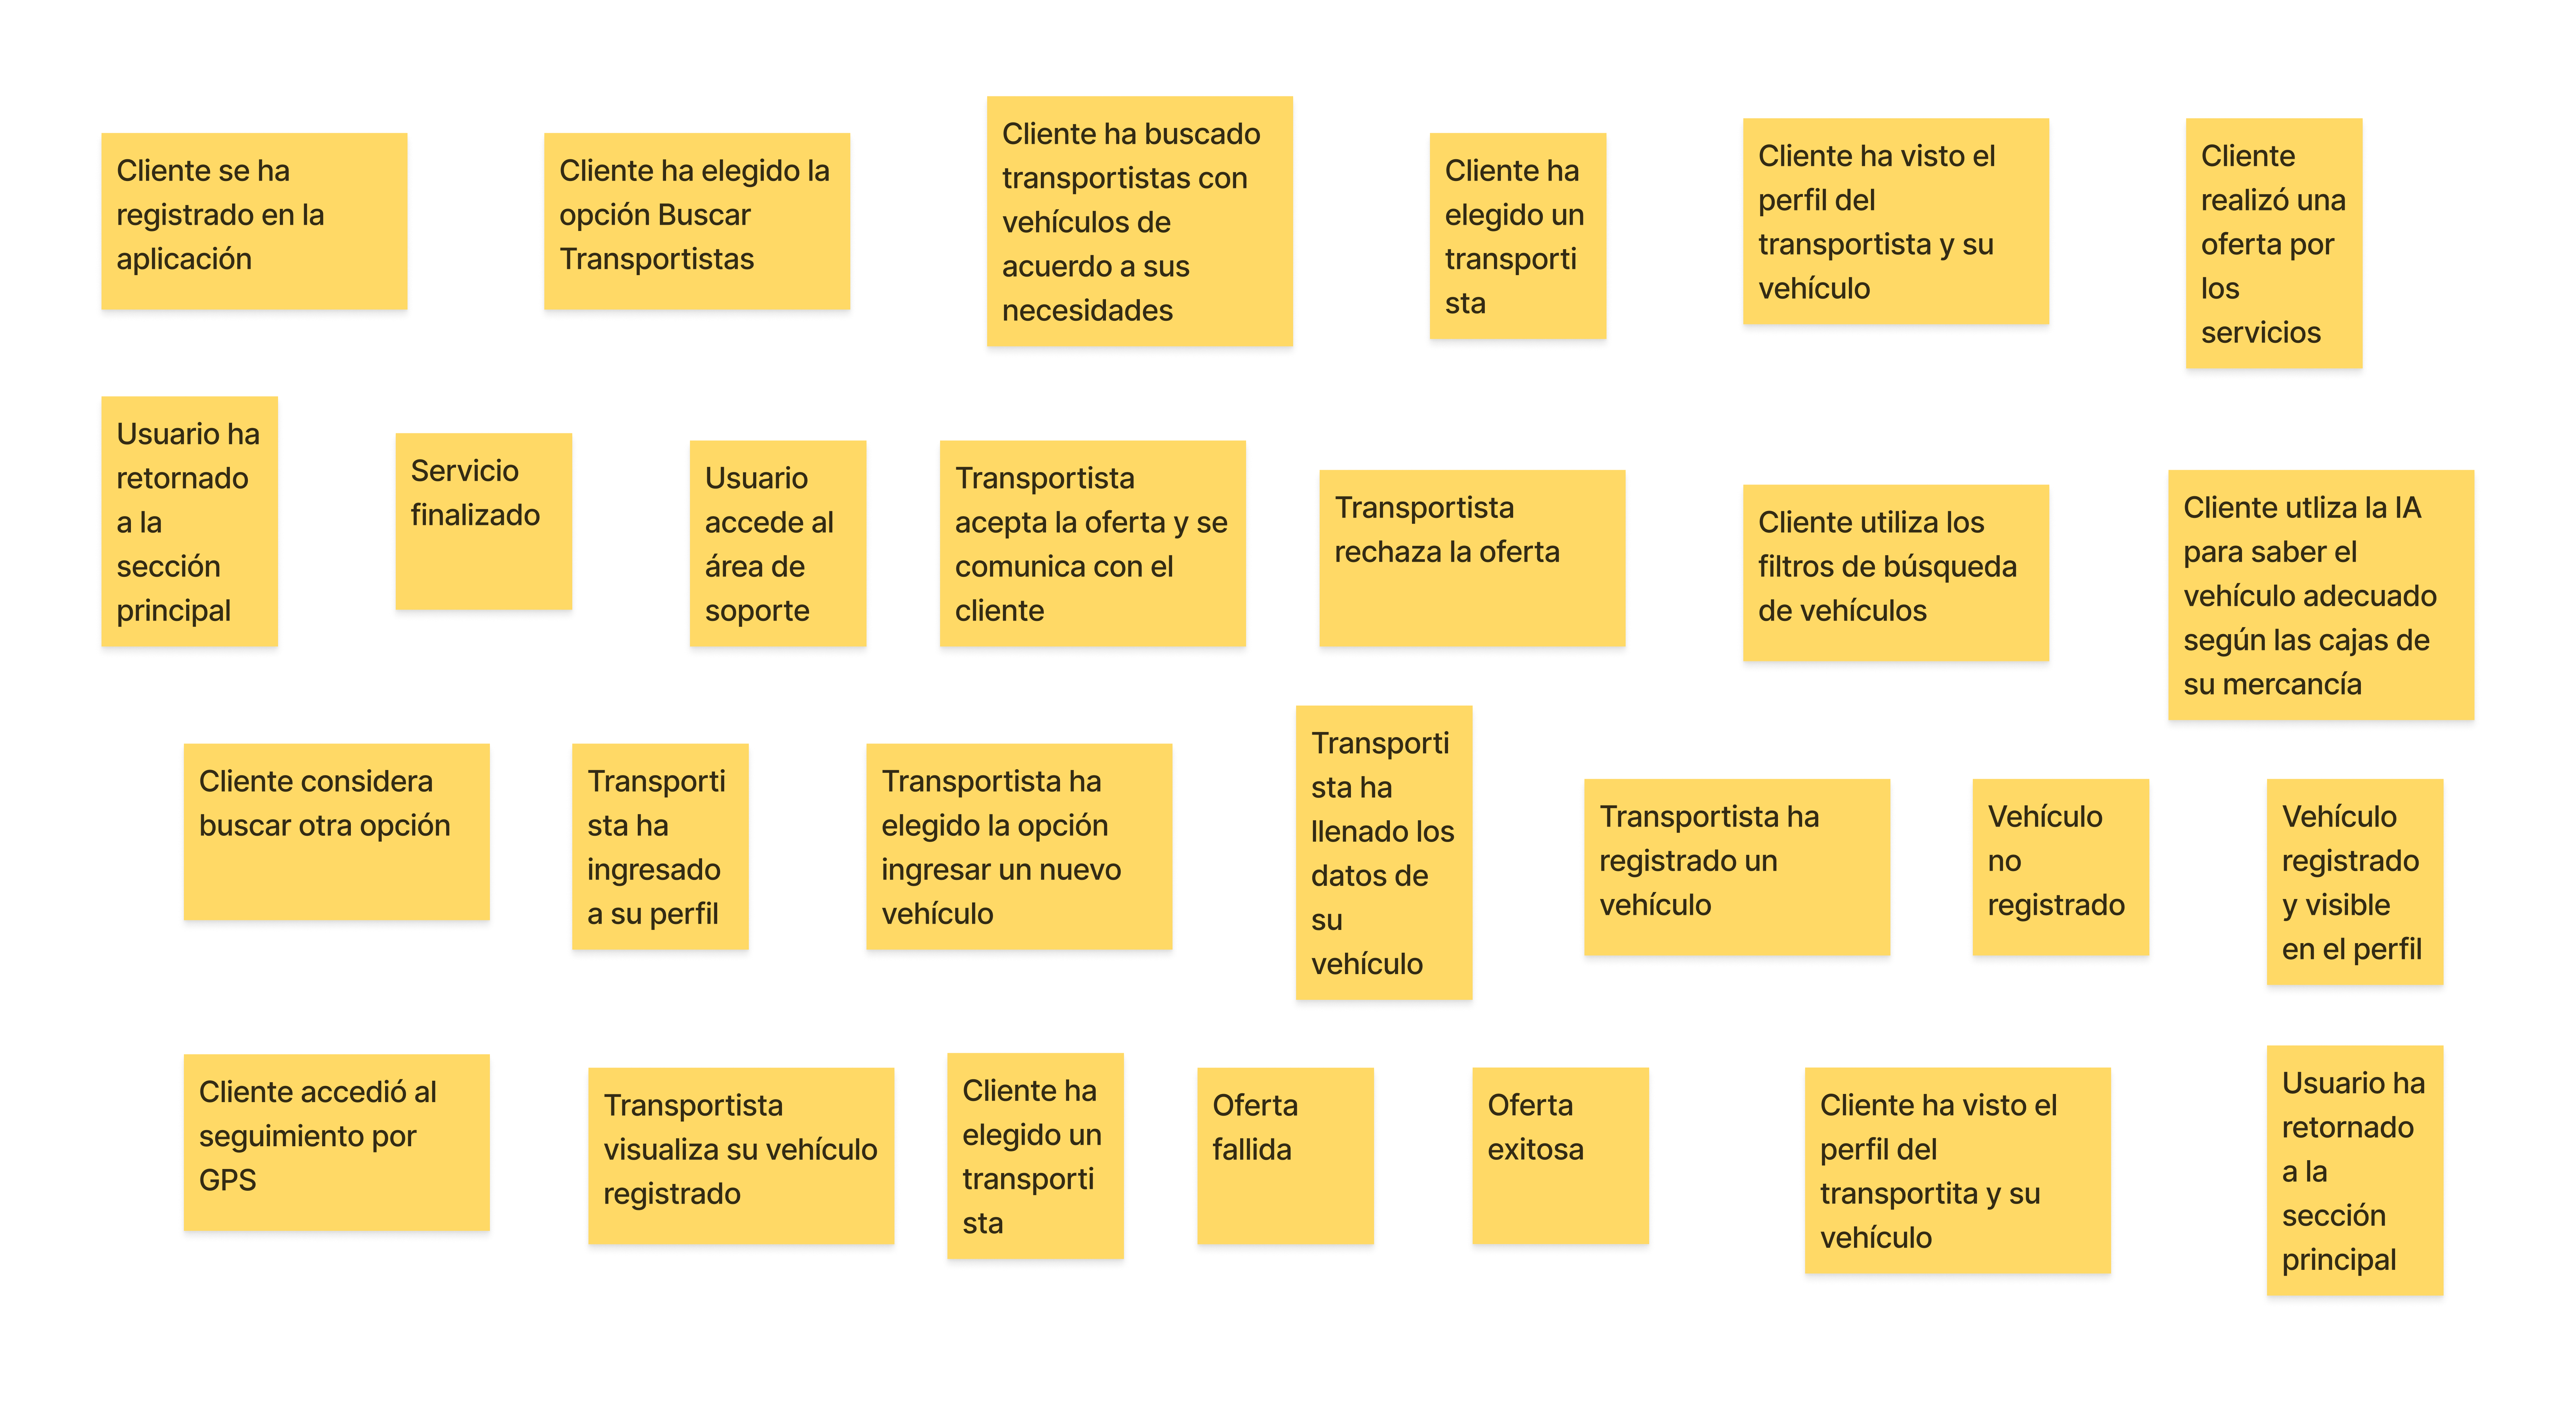 Cliente se ha
registrado en la
aplicación
Cliente ha elegido la
opción Buscar
Transportistas
Cliente ha buscado
transportistas con
vehículos de
acuerdo a sus
necesidades
Cliente ha
elegido un
transporti
sta
Cliente ha visto el
perfil del
transportista y su
vehículo
Cliente
realizó una
oferta por
los
servicios
Usuario ha
retornado
a la
sección
principal
Servicio
finalizado
Usuario
accede al
área de
soporte
Transportista
acepta la oferta y se
comunica con el
cliente
Transportista
rechaza la oferta
Cliente utiliza los
filtros de búsqueda
de vehículos
Cliente utliza la IA
para saber el
vehículo adecuado
según las cajas de
su mercancía
Cliente considera
buscar otra opción
Transporti
sta ha
ingresado
a su perfil
Transportista ha
elegido la opción
ingresar un nuevo
vehículo
Transporti
sta ha
llenado los
datos de
su
vehículo
Transportista ha
registrado un
vehículo
Vehículo
no
registrado
Vehículo
registrado
y visible
en el perfil
Cliente accedió al
seguimiento por
GPS
Transportista
visualiza su vehículo
registrado
Cliente ha
elegido un
transporti
sta
Oferta
fallida
Oferta
exitosa
Cliente ha visto el
perfil del
transportita y su
vehículo
Usuario ha
retornado
a la
sección
principal